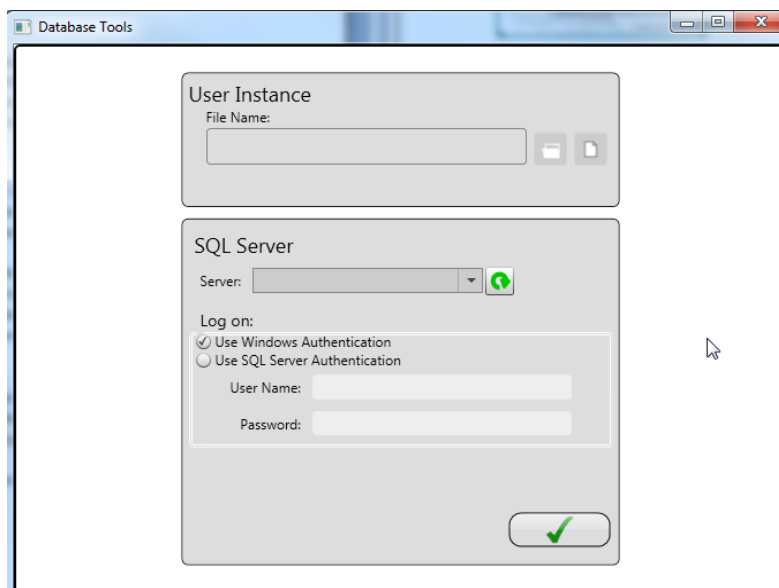 Database Tools
User Instance
File Name:
SQL Server
Server:
Log on:
Use Windows Authentication
Use SQL Server Authentication
User Name:
Password: